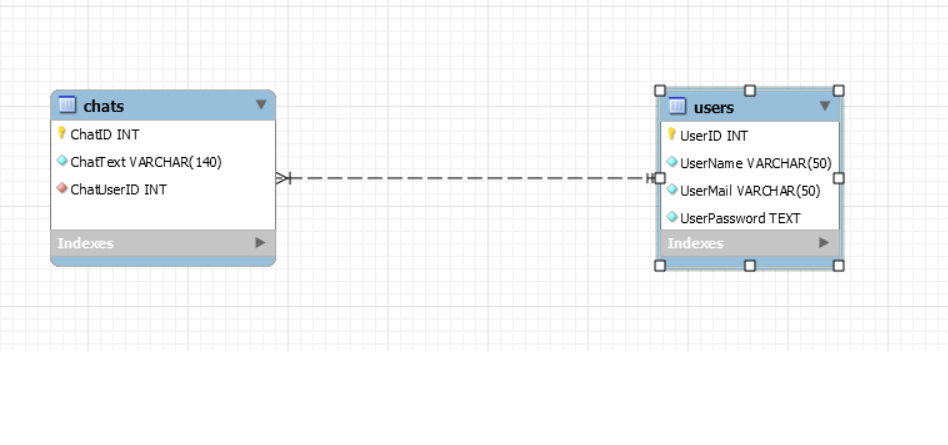 chats
ChatID INT
ChatText VARCHAR(140)
ChatUserID INT
Indexes
users
UserID INT
UserName VARCHAR(50)
UserMail VARCHAR(50)
UserPassword TEXT
Indexes